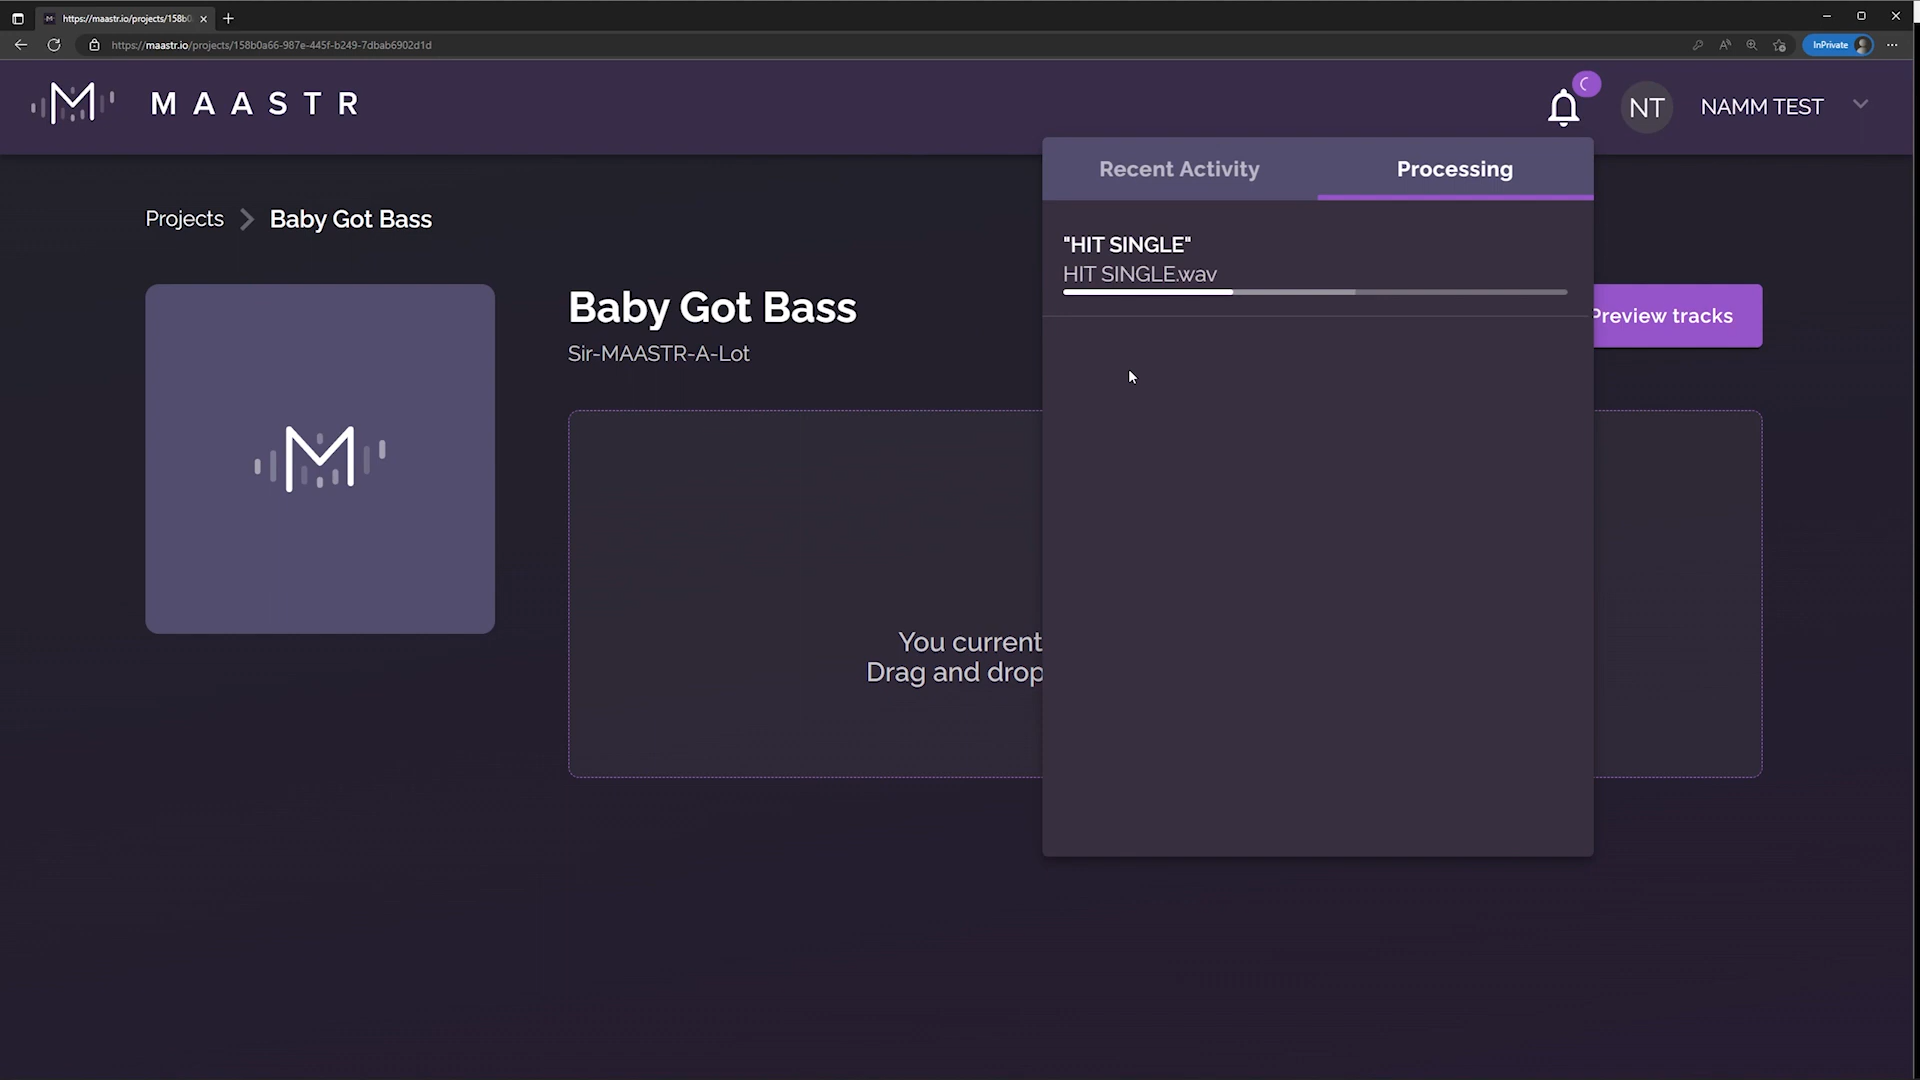 https://maastr.io/projects/158b0
https://maastr.io/projects/158b0a66-987e-445f-b249-7dbab6902d1d
InPrivate
MAASTR
NT
NAMM TEST
Recent Activity
Processing
Projects
Baby Got Bass
"HIT SINGLE"
HIT SINGLE.wav
Baby Got Bass
Preview tracks
Sir-MAASTR-A-Lot
You current
Drag and drop